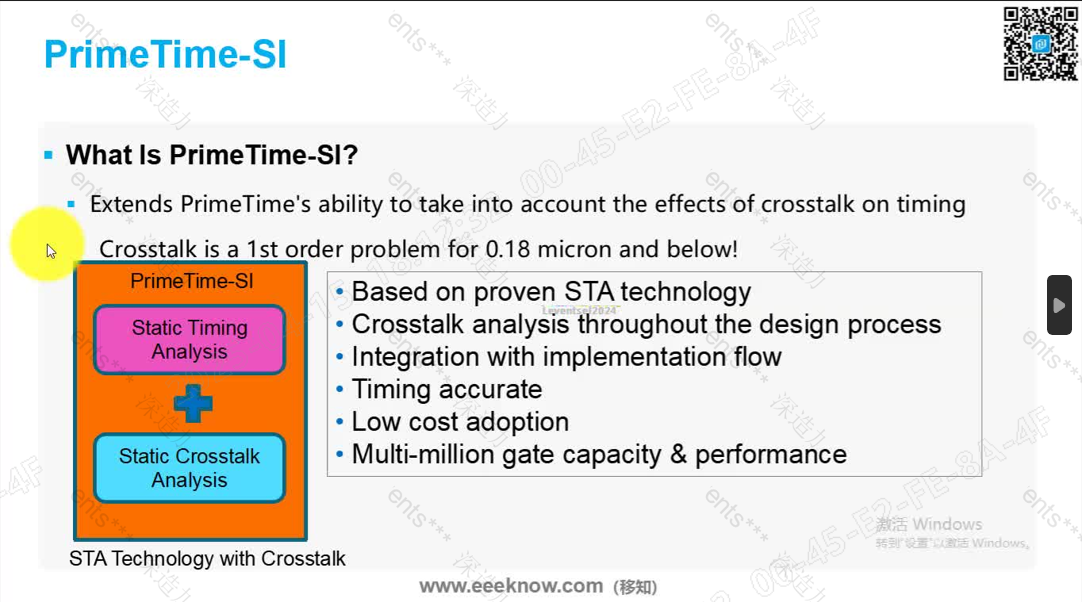 PrimeTime-SI
What Is PrimeTime-SI?
Extends PrimeTime's ability to take into account the effects of crosstalk on timing
Crosstalk is a 1st order problem for 0.18 micron and below!
PrimeTime-SI
Static Timing
Analysis
Static Crosstalk
Analysis
STA Technology with Crosstalk
• Based on proven STA technology
• Crosstalk analysis throughout the design process
• Integration with implementation flow
• Timing accurate
• Low cost adoption
• Multi-million gate capacity & performance
激活 Windows
转到"设置"以激活 Windows。
www.eeeknow.com（移知）